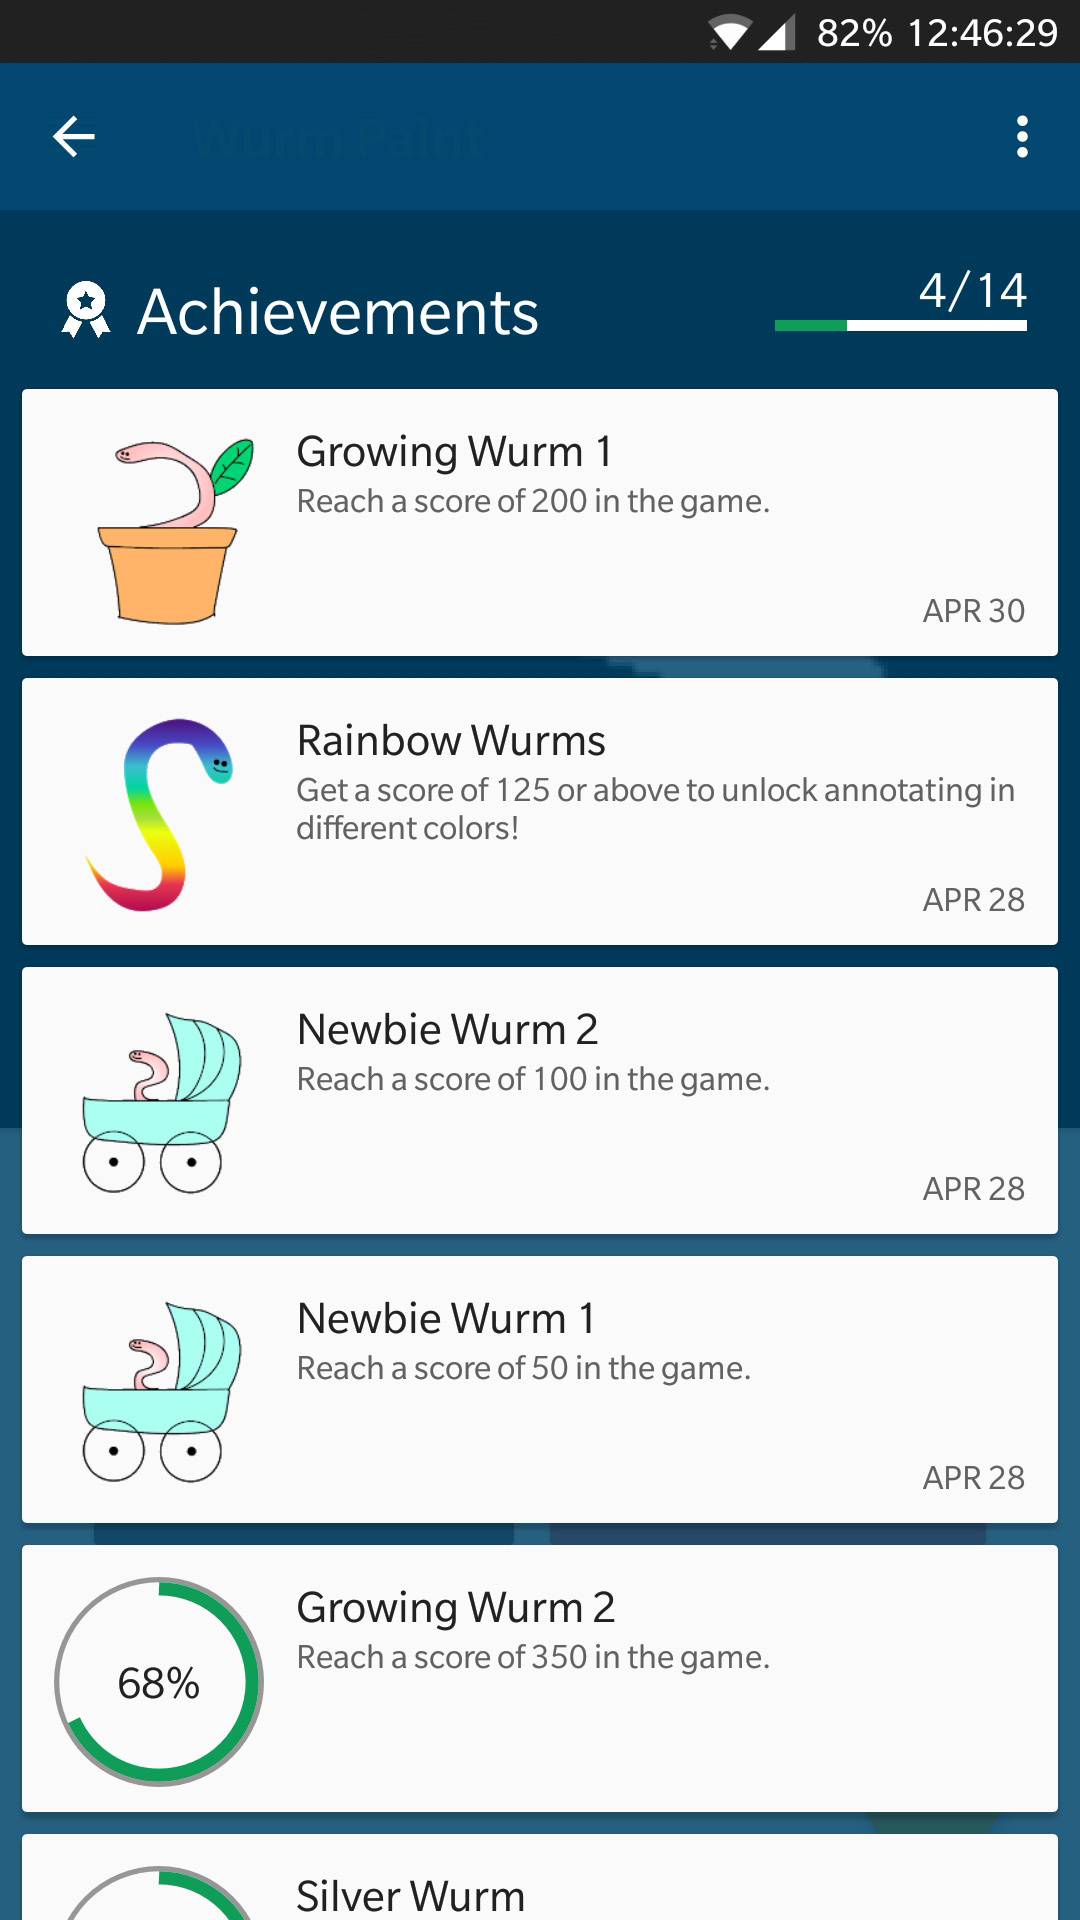 82% 12:46:29
Wurm Paint
Achievements
4/14
Growing Wurm 1
Reach a score of 200 in the game.
APR 30
Rainbow Wurms
Get a score of 125 or above to unlock annotating in
different colors!
APR 28
Newbie Wurm 2
Reach a score of 100 in the game.
APR 28
Newbie Wurm 1
Reach a score of 50 in the game.
APR 28
Growing Wurm 2
Reach a score of 350 in the game.
68%
Silver Wurm